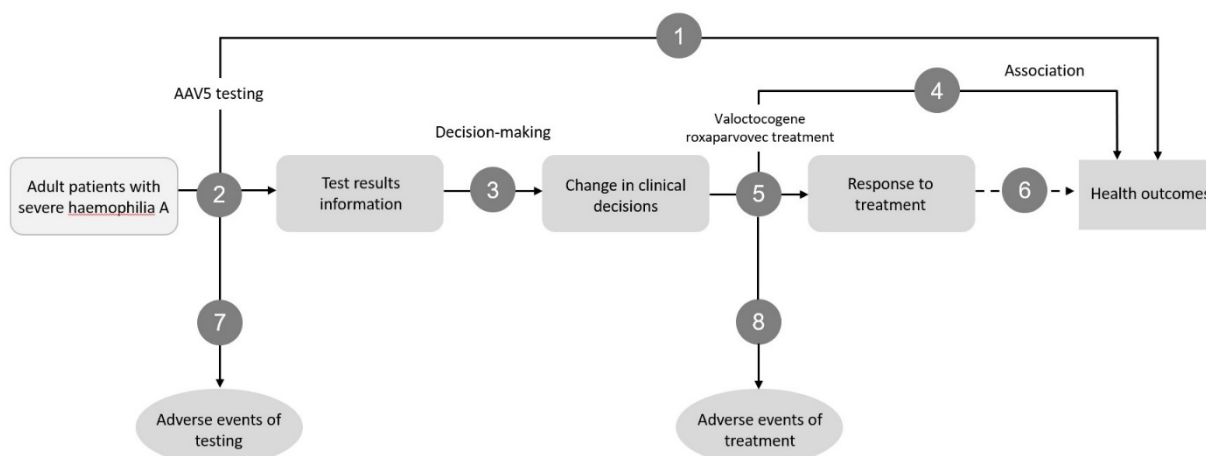 1
AAV5 testing
Association
4
Valoctocogene
roxaparvovec treatment
Decision-making
Adult patients with
severe haemophilia A
2
Test results
information
3
Change in clinical
decisions
5
Response to
treatment
6
Health outcomes
7
8
Adverse events of
testing
Adverse events of
treatment